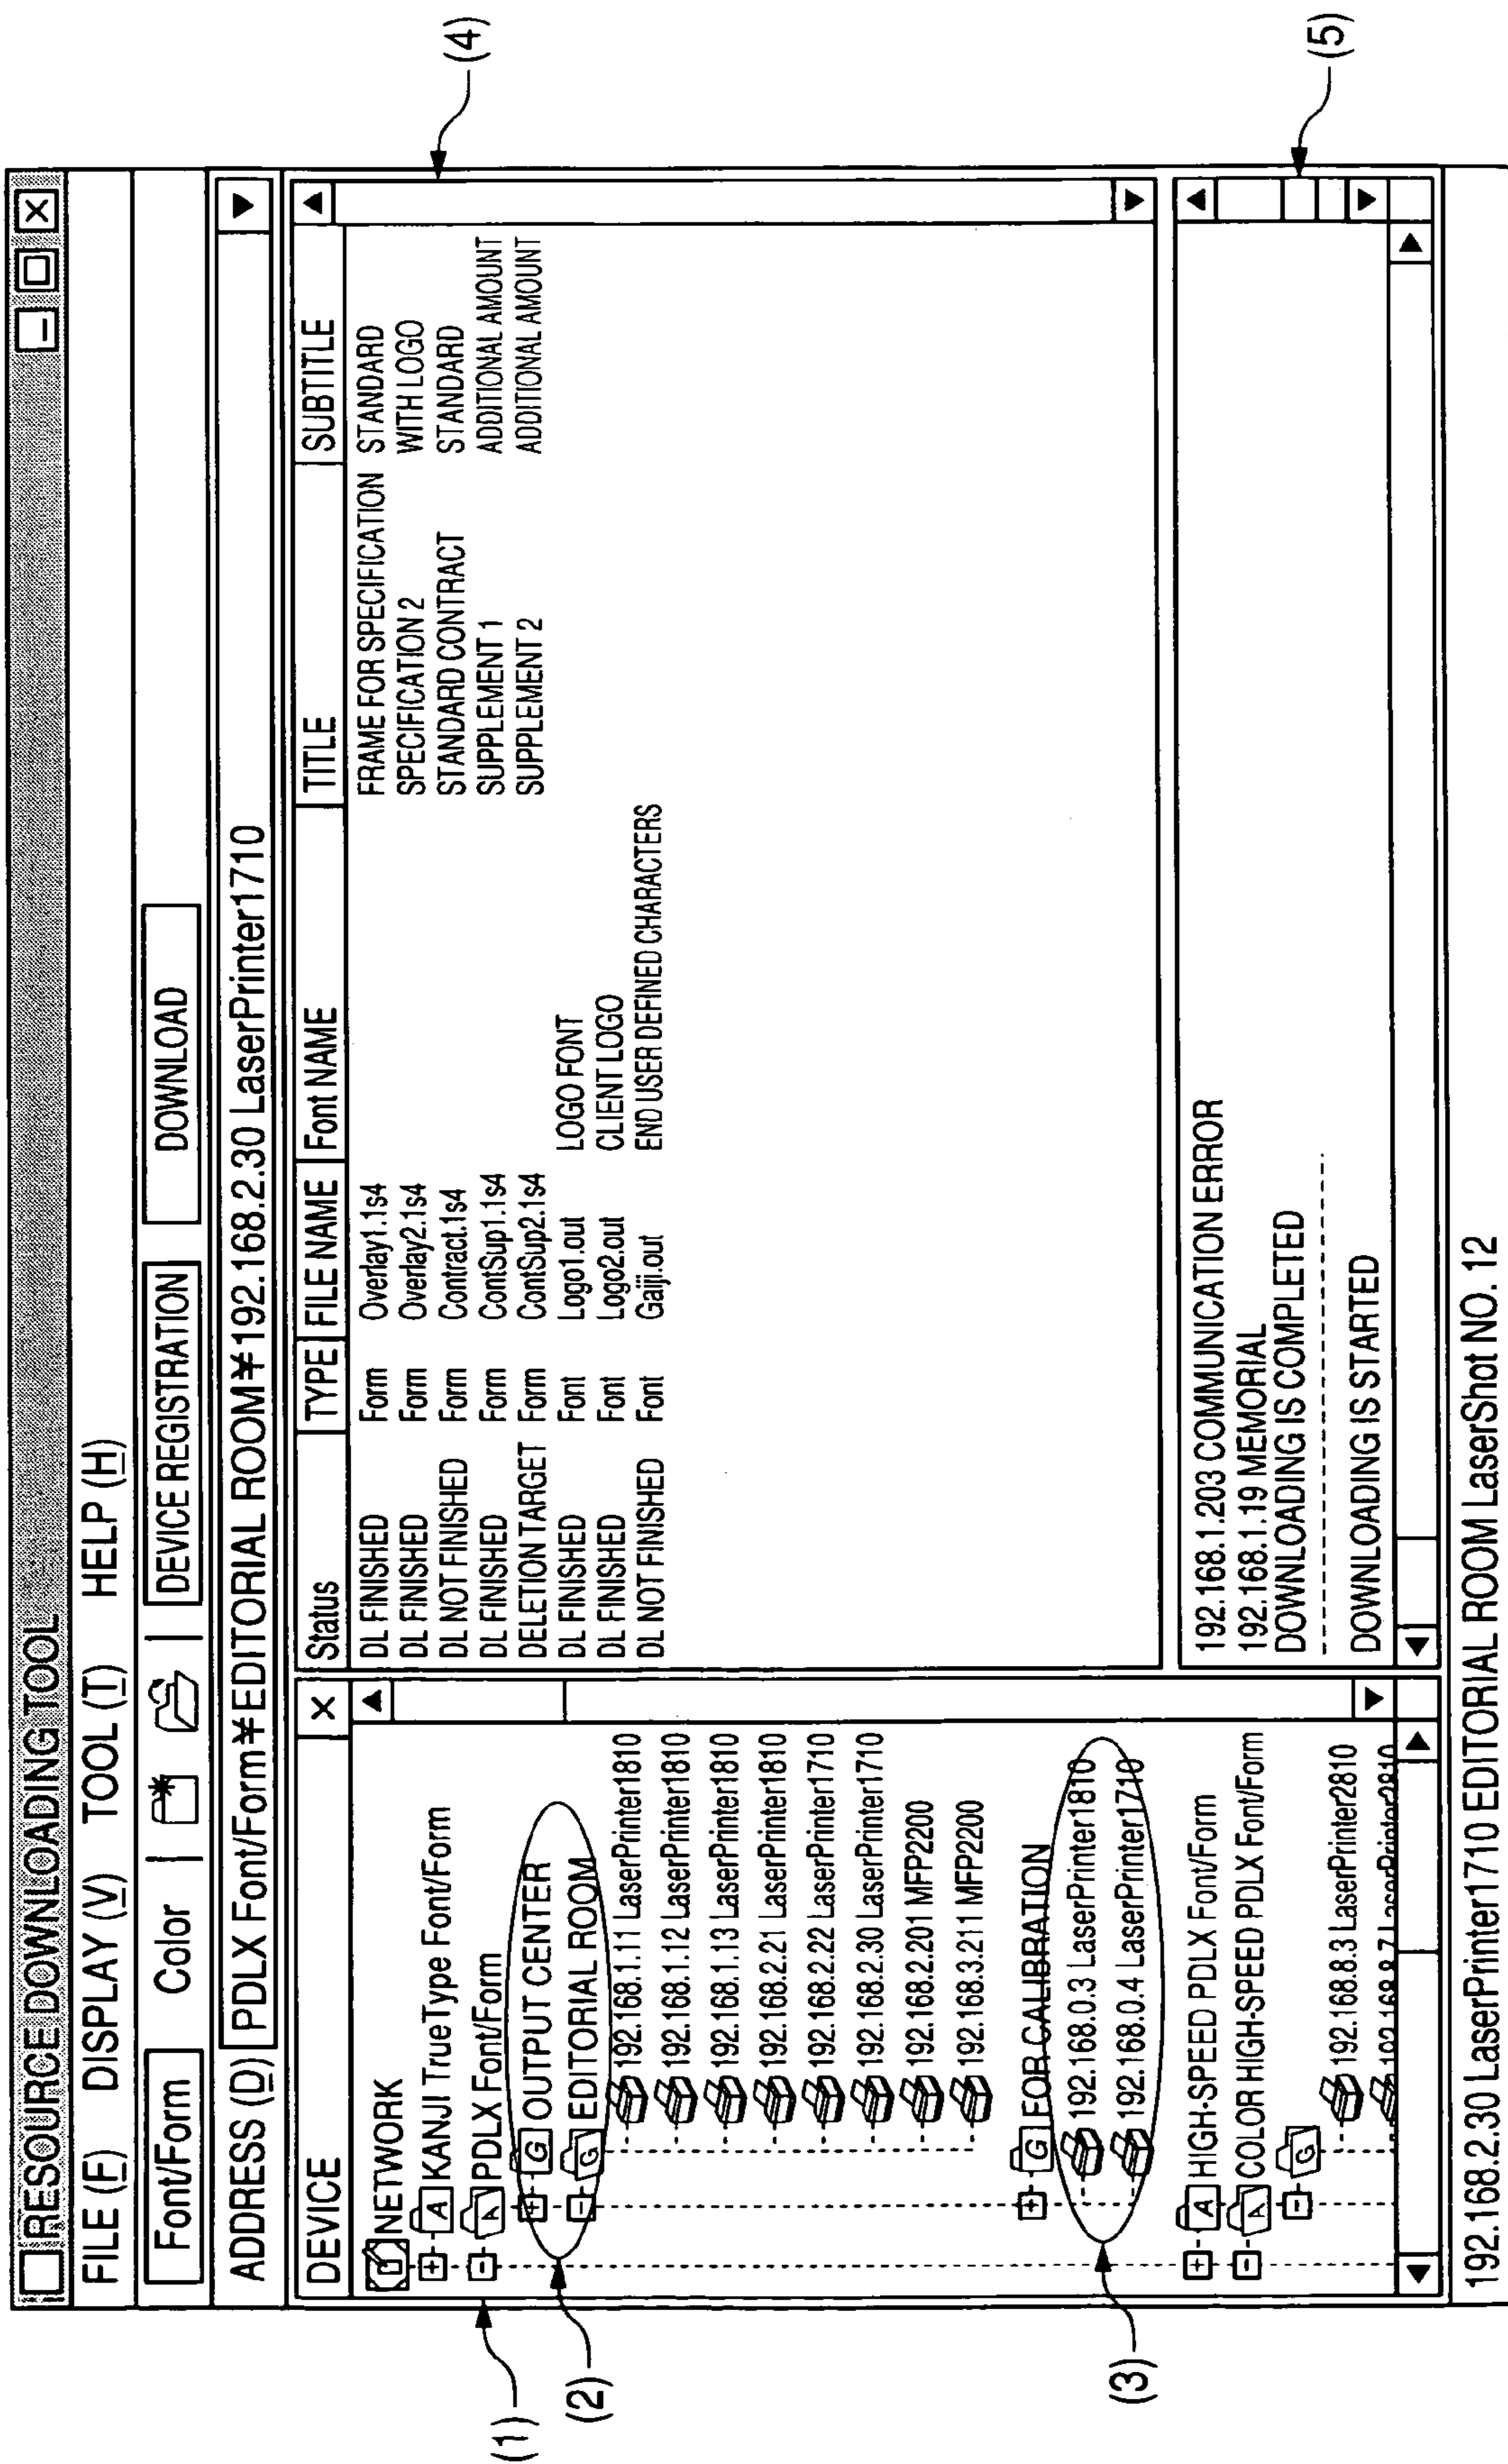 RESOURCE DOWNLOADING TOOL
FILE (F) DISPLAY (V) TOOL (T) HELP (H)
Font/Form Color DEVICE REGISTRATION DOWNLOAD
ADDRESS (D) PDLX Font/Form¥EDITORIAL ROOM¥192.168.2.30 LaserPrinter1710
DEVICE
NETWORK
A KANJI TrueType Font/Form
A PDLX Font/Form
G OUTPUT CENTER
G EDITORIAL ROOM
192.168.1.11 LaserPrinter1810
192.168.1.12 LaserPrinter1810
192.168.1.13 LaserPrinter1810
192.168.2.21 LaserPrinter1810
192.168.2.22 LaserPrinter1710
192.168.2.30 LaserPrinter1710
192.168.2.201 MFP2200
192.168.3.211 MFP2200
G FOR CALIBRATION
192.168.0.3 LaserPrinter1810
192.168.0.4 LaserPrinter1710
A HIGH-SPEED PDLX Font/Form
A COLOR HIGH-SPEED PDLX Font/Form
G
192.168.8.3 LaserPrinter2810
192.168.8.7 LaserPrinter2810
Status TYPE FILE NAME Font NAME TITLE SUBTITLE
DL FINISHED Form Overlay1.1s4 FRAME FOR SPECIFICATION STANDARD
DL FINISHED Form Overlay2.1s4 SPECIFICATION 2 WITH LOGO
DL NOT FINISHED Form Contract.1s4 STANDARD CONTRACT STANDARD
DL FINISHED Form ContSup1.1s4 SUPPLEMENT 1 ADDITIONAL AMOUNT
DELETION TARGET Form ContSup2.1s4 SUPPLEMENT 2 ADDITIONAL AMOUNT
DL FINISHED Font Logo1.out LOGO FONT
DL FINISHED Font Logo2.out CLIENT LOGO
DL NOT FINISHED Font Gaiji.out END USER DEFINED CHARACTERS
192.168.1.203 COMMUNICATION ERROR
192.168.1.19 MEMORIAL
DOWNLOADING IS COMPLETED
DOWNLOADING IS STARTED
192.168.2.30 LaserPrinter1710 EDITORIAL ROOM LaserShot NO. 12
(1)
(2)
(3)
(4)
(5)